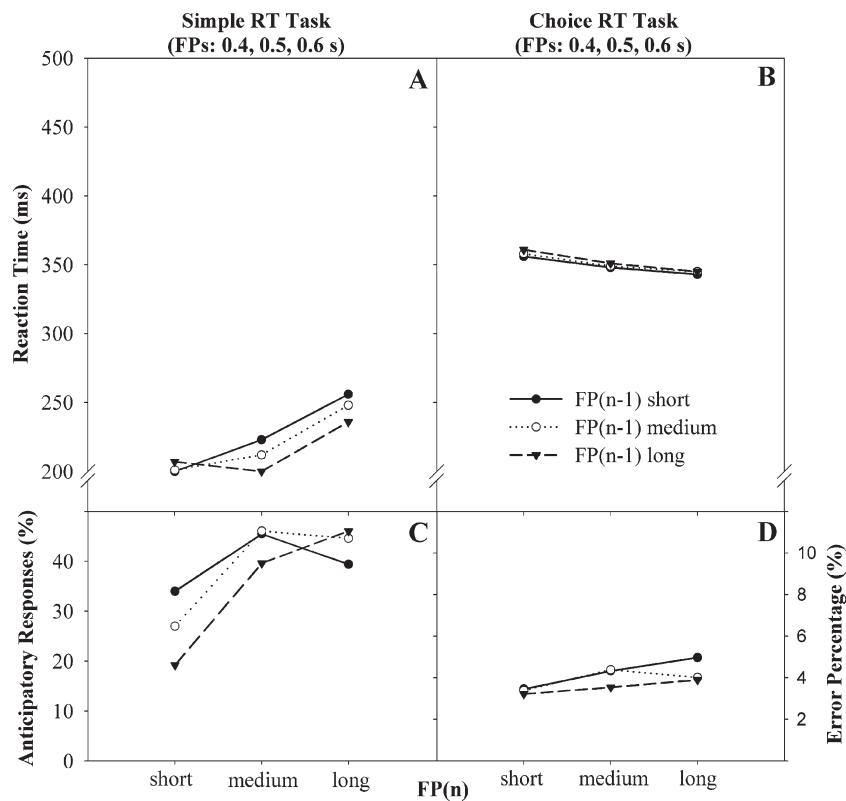 Simple RT Task
(FPs: 0.4, 0.5, 0.6 s)
Choice RT Task
(FPs: 0.4, 0.5, 0.6 s)
A
B
500
450
400
350
300
250
200
Reaction Time (ms)
FP(n-1) short
FP(n-1) medium
FP(n-1) long
C
D
40
30
20
10
0
Anticipatory Responses (%)
10
8
6
4
2
Error Percentage (%)
short medium long
short medium long
FP(n)